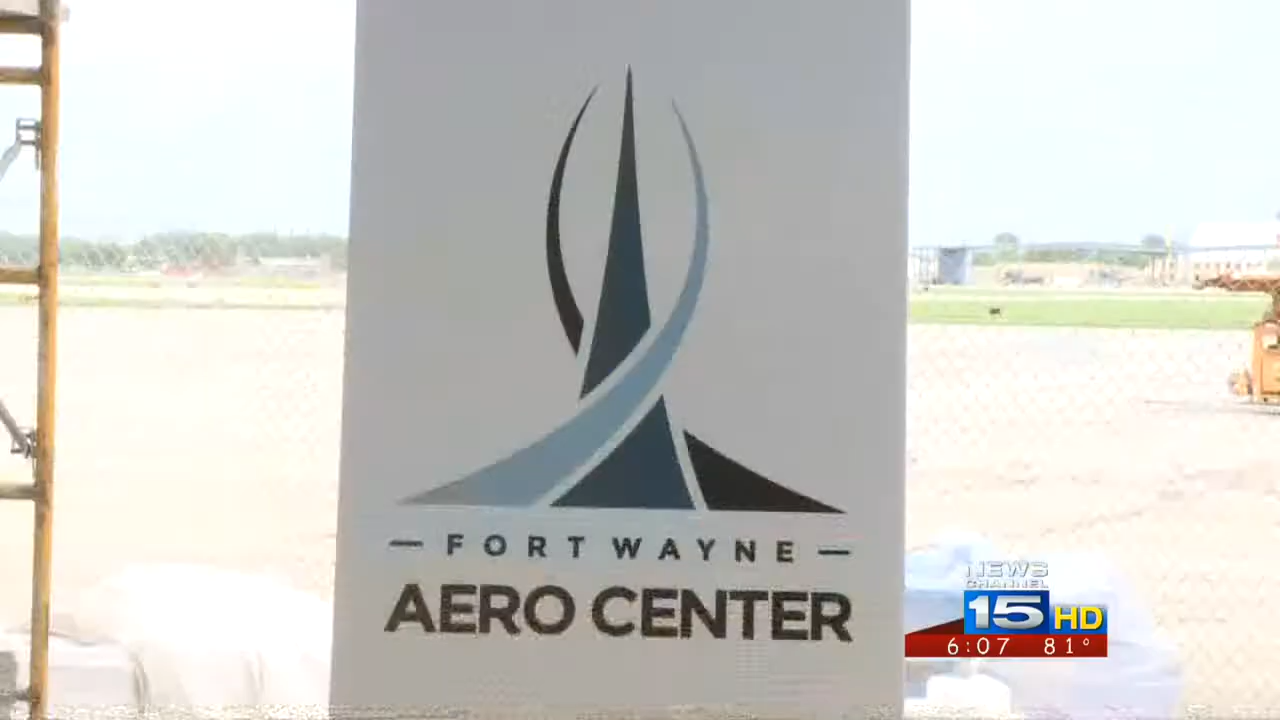 — FORT WAYNE —
AERO CENTER
NEWS
CHANNEL
15 HD
6:07 81°